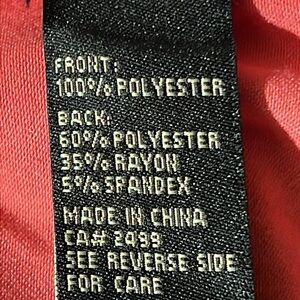 FRONT:
100% POLYESTER
BACK:
60% POLYESTER
35% RAYON
5% SPANDEX
MADE IN CHINA
CA# 2499
SEE REVERSE SIDE
FOR CARE